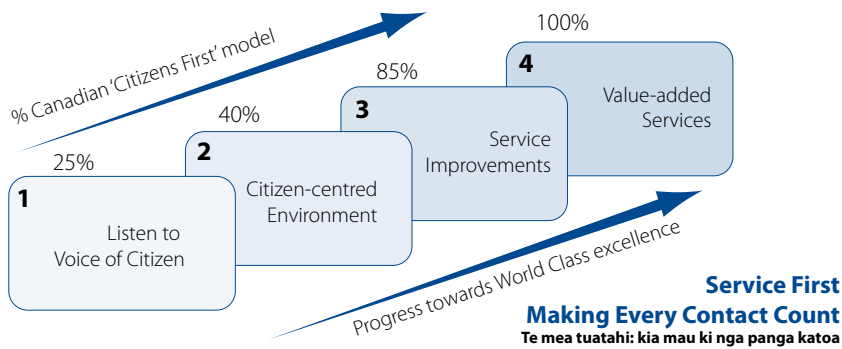 % Canadian 'Citizens First' model
25%
1
Listen to
Voice of Citizen
40%
2
Citizen-centred
Environment
85%
3
Service
Improvements
100%
4
Value-added
Services
Progress towards World Class excellence
Service First
Making Every Contact Count
Te mea tuatahi: kia mau ki nga panga katoa